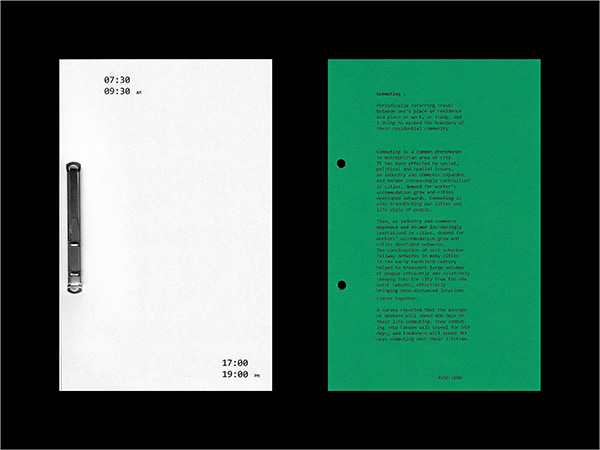 07:30
09:30 AM
17:00
19:00 PM
Commuting :
Periodically recurring travel
between one's place of residence
and place of work, or study, and
doing so exceed the boundary of
their residential community.
Commuting is a common phenomenon
in metropolitan area of city.
It has been affected by social,
political and spatial issues.
As industry and commerce expanded
and became increasingly centralised
in cities, demand for worker's
accommodation grew and cities
developed outwards. Commuting is
also transforming our cities and
life style of people.
Then, as industry and commerce
expanded and became increasingly
centralised in cities, demand for
workers' accommodation grew and
cities developed outwards.
The construction of suburban
railway networks in many cities
in the early twentieth century
helped to transport large volumes
of people efficiently and relatively
cheaply into the city from the new
outer suburbs, effectively
bringing once-distanced locations
closer together.
A survey reported that the average
UK workers will spend days of
their life commuting. They commut-
ing into London will travel for
days, and Londoners will spend
days commuting over their lifetime.
RUSH HOUR